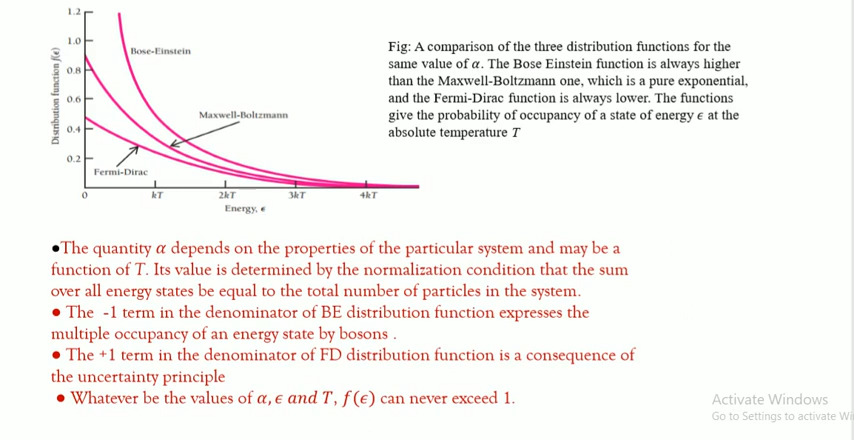 1.2
1.0
0.8
0.6
0.4
0.2
Distribution function f(ϵ)
Bose-Einstein
Maxwell-Boltzmann
Fermi-Dirac
0 kT 2kT 3kT 4kT
Energy, ϵ
Fig: A comparison of the three distribution functions for the
same value of α. The Bose Einstein function is always higher
than the Maxwell-Boltzmann one, which is a pure exponential,
and the Fermi-Dirac function is always lower. The functions
give the probability of occupancy of a state of energy ϵ at the
absolute temperature T
●The quantity α depends on the properties of the particular system and may be a
function of T. Its value is determined by the normalization condition that the sum
over all energy states be equal to the total number of particles in the system.
● The -1 term in the denominator of BE distribution function expresses the
multiple occupancy of an energy state by bosons .
● The +1 term in the denominator of FD distribution function is a consequence of
the uncertainty principle
● Whatever be the values of α, ϵ and T, f(ϵ) can never exceed 1.
Activate Windows
Go to Settings to activate Wi